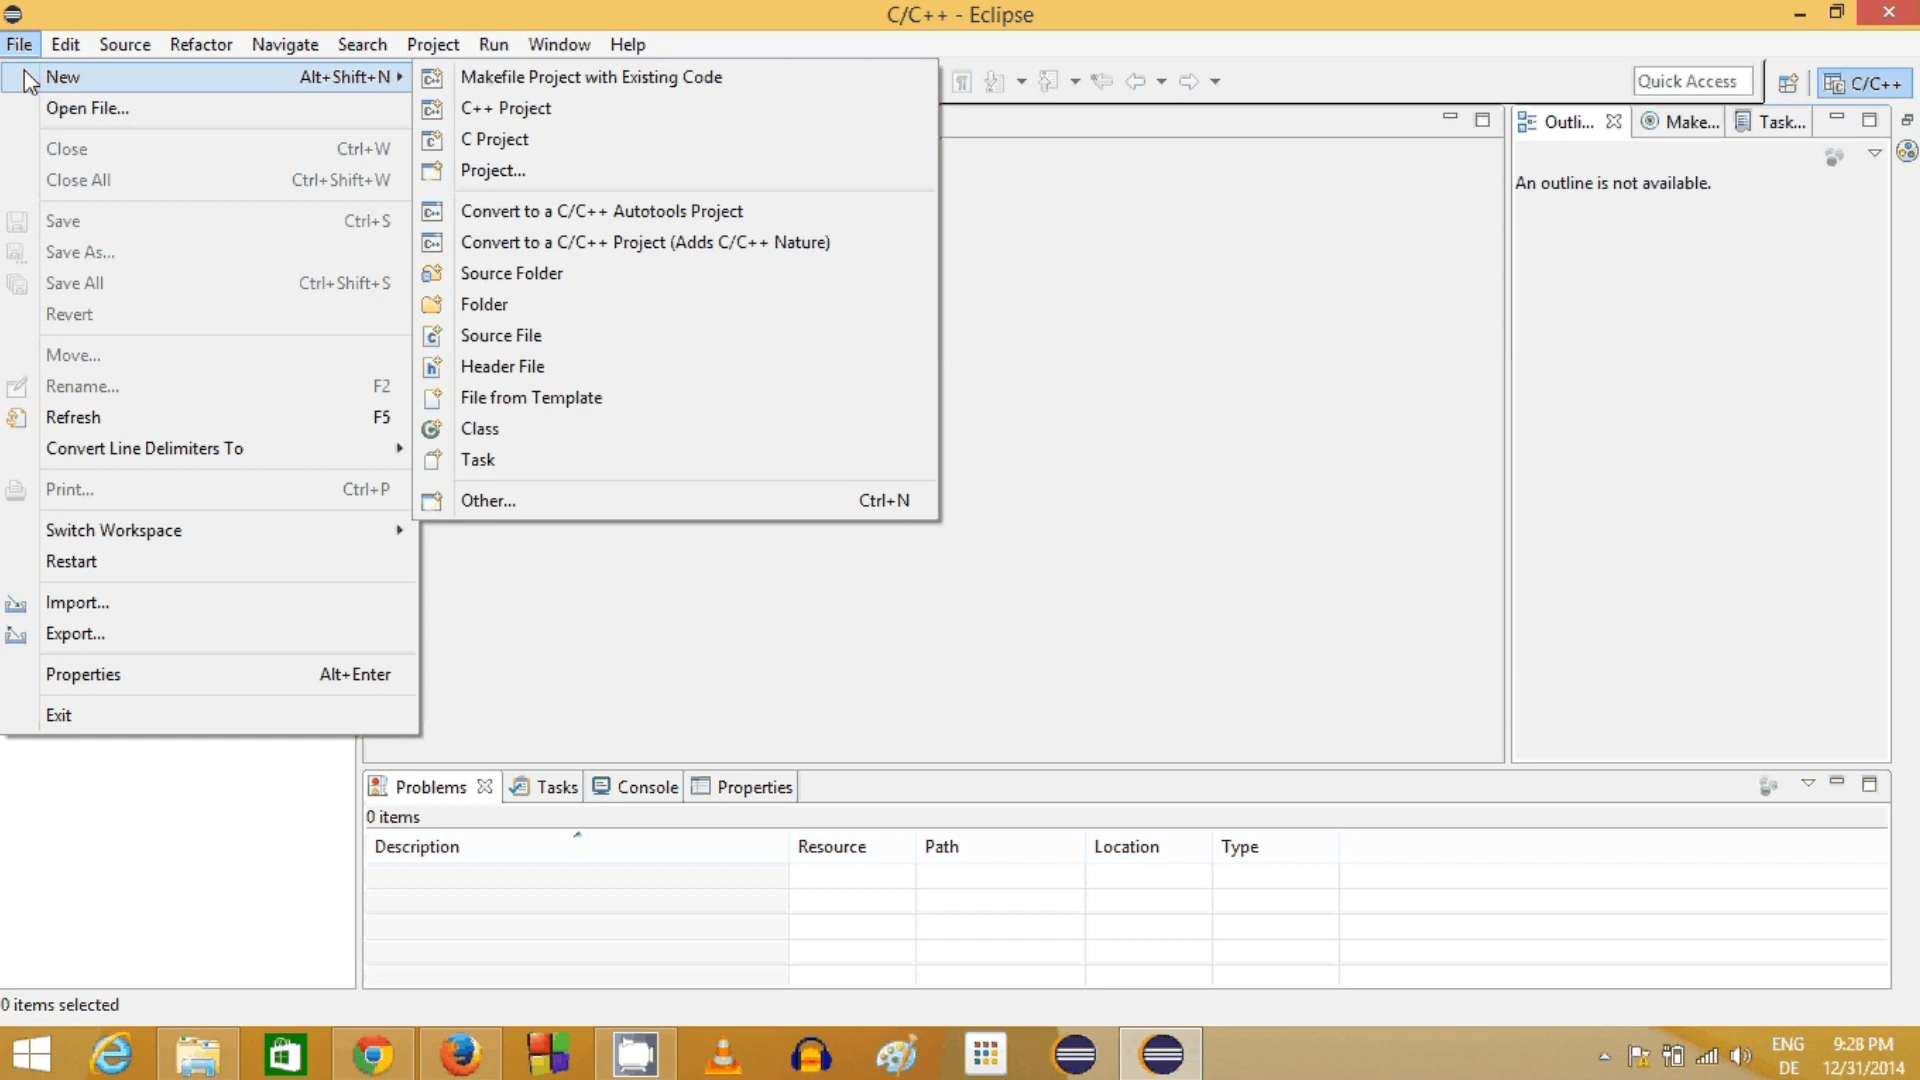 C/C++ - Eclipse
File Edit Source Refactor Navigate Search Project Run Window Help
New Alt+Shift+N
Open File...
Close Ctrl+W
Close All Ctrl+Shift+W
Save Ctrl+S
Save As...
Save All Ctrl+Shift+S
Revert
Move...
Rename... F2
Refresh F5
Convert Line Delimiters To
Print... Ctrl+P
Switch Workspace
Restart
Import...
Export...
Properties Alt+Enter
Exit
Makefile Project with Existing Code
C++ Project
C Project
Project...
Convert to a C/C++ Autotools Project
Convert to a C/C++ Project (Adds C/C++ Nature)
Source Folder
Folder
Source File
Header File
File from Template
Class
Task
Other... Ctrl+N
Quick Access C/C++
Outli... Make... Task...
An outline is not available.
Problems Tasks Console Properties
0 items
Description Resource Path Location Type
0 items selected
ENG 9:28 PM
DE 12/31/2014